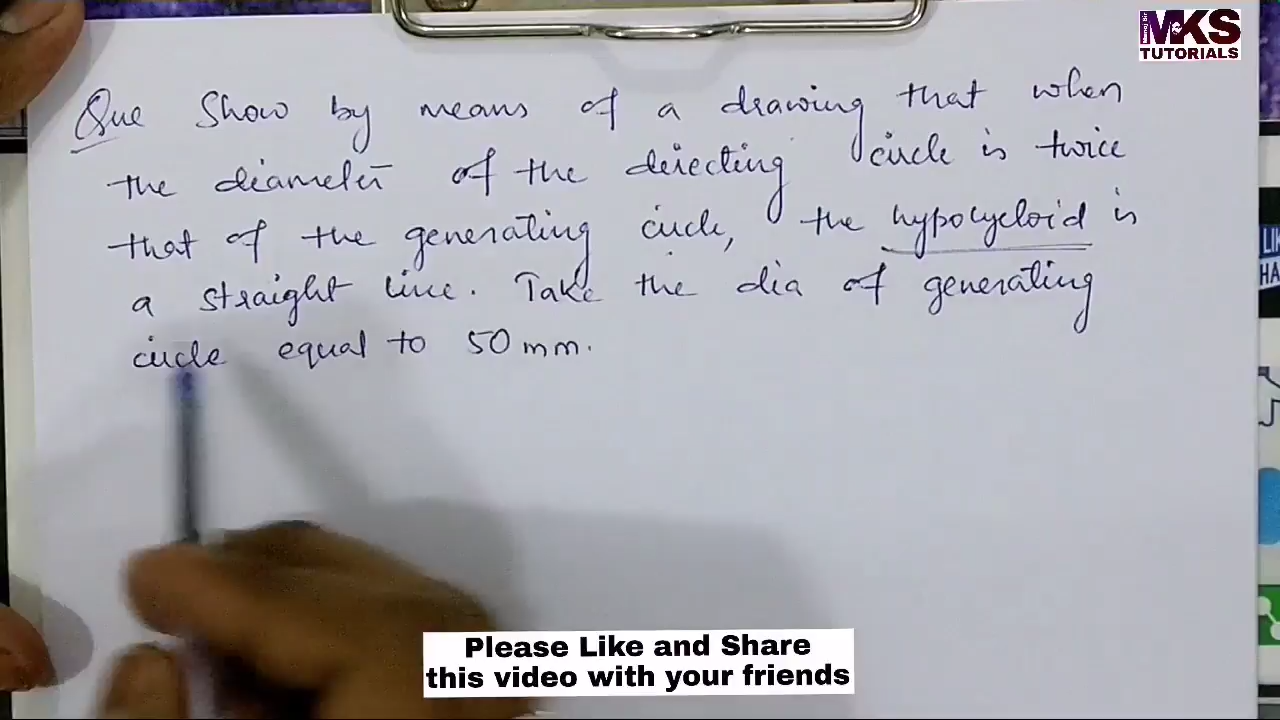 MKS
TUTORIALS
Que Show by means of a drawing that when
the diameter of the directing circle is twice
that of the generating circle, the hypocycloid is
a straight line. Take the dia of generating
circle equal to 50 mm.
LI
HA
Please Like and Share
this video with your friends